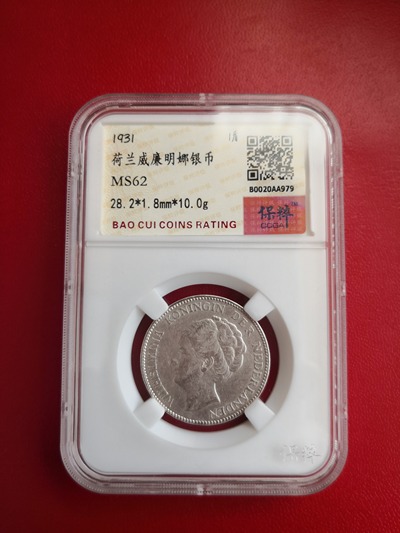 1931
荷兰威廉明娜银币
MS62
28.2*1.8mm*10.0g
BAO CUI COINS RATING
B0020AA979
保粹
WILHELMINA KONINGIN DER NEDERLANDEN